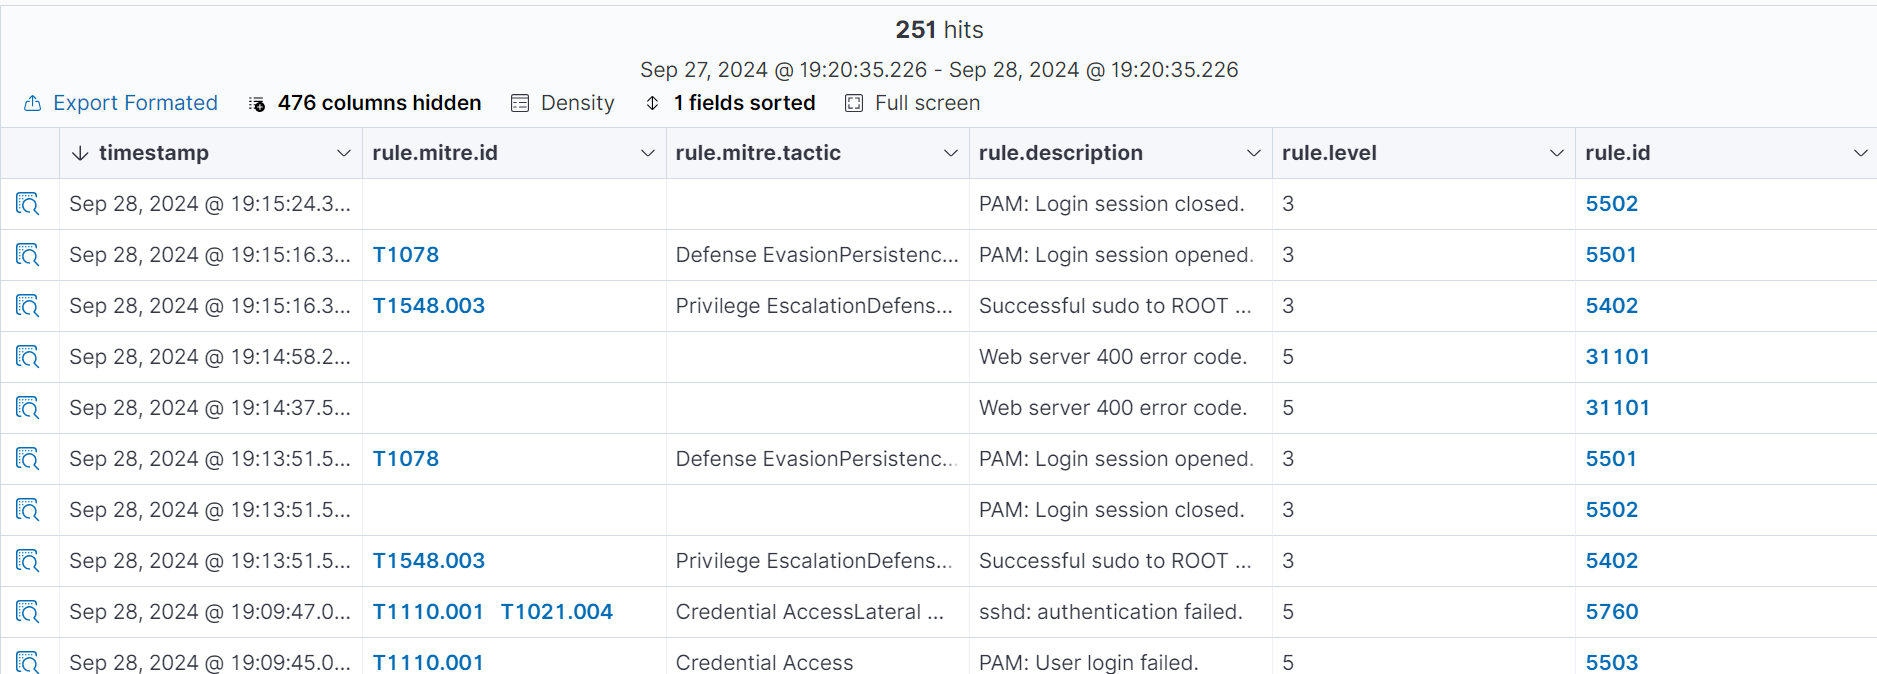 251 hits
Sep 27, 2024 @ 19:20:35.226 - Sep 28, 2024 @ 19:20:35.226
Export Formated 476 columns hidden Density 1 fields sorted Full screen
timestamp rule.mitre.id rule.mitre.tactic rule.description rule.level rule.id
Sep 28, 2024 @ 19:15:24.3... PAM: Login session closed. 3 5502
Sep 28, 2024 @ 19:15:16.3... T1078 Defense EvasionPersistenc... PAM: Login session opened. 3 5501
Sep 28, 2024 @ 19:15:16.3... T1548.003 Privilege EscalationDefens... Successful sudo to ROOT ... 3 5402
Sep 28, 2024 @ 19:14:58.2... Web server 400 error code. 5 31101
Sep 28, 2024 @ 19:14:37.5... Web server 400 error code. 5 31101
Sep 28, 2024 @ 19:13:51.5... T1078 Defense EvasionPersistenc... PAM: Login session opened. 3 5501
Sep 28, 2024 @ 19:13:51.5... PAM: Login session closed. 3 5502
Sep 28, 2024 @ 19:13:51.5... T1548.003 Privilege EscalationDefens... Successful sudo to ROOT ... 3 5402
Sep 28, 2024 @ 19:09:47.0... T1110.001 T1021.004 Credential AccessLateral ... sshd: authentication failed. 5 5760
Sep 28, 2024 @ 19:09:45.0... T1110.001 Credential Access PAM: User login failed. 5 5503